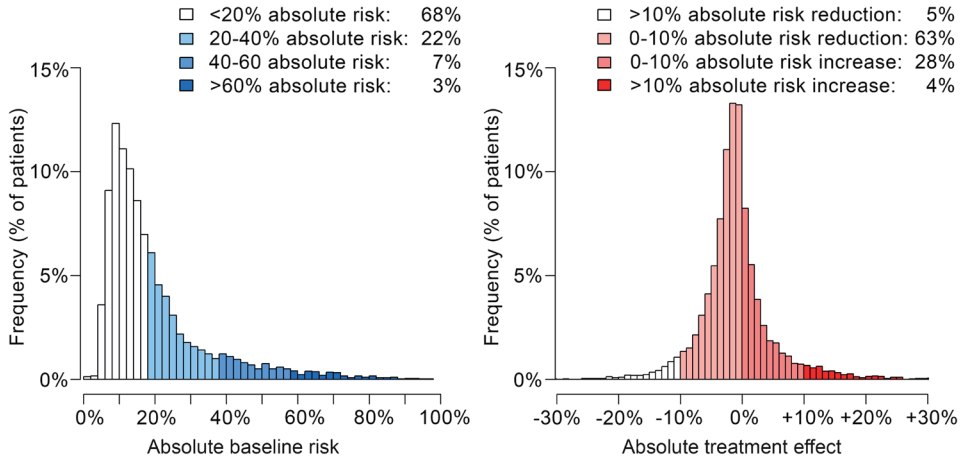 <20% absolute risk: 68%
20-40% absolute risk: 22%
40-60 absolute risk: 7%
>60% absolute risk: 3%
15%
10%
5%
0%
Frequency (% of patients)
0% 20% 40% 60% 80% 100%
Absolute baseline risk
>10% absolute risk reduction: 5%
0-10% absolute risk reduction: 63%
0-10% absolute risk increase: 28%
>10% absolute risk increase: 4%
15%
10%
5%
0%
Frequency (% of patients)
-30% -20% -10% 0% +10% +20% +30%
Absolute treatment effect